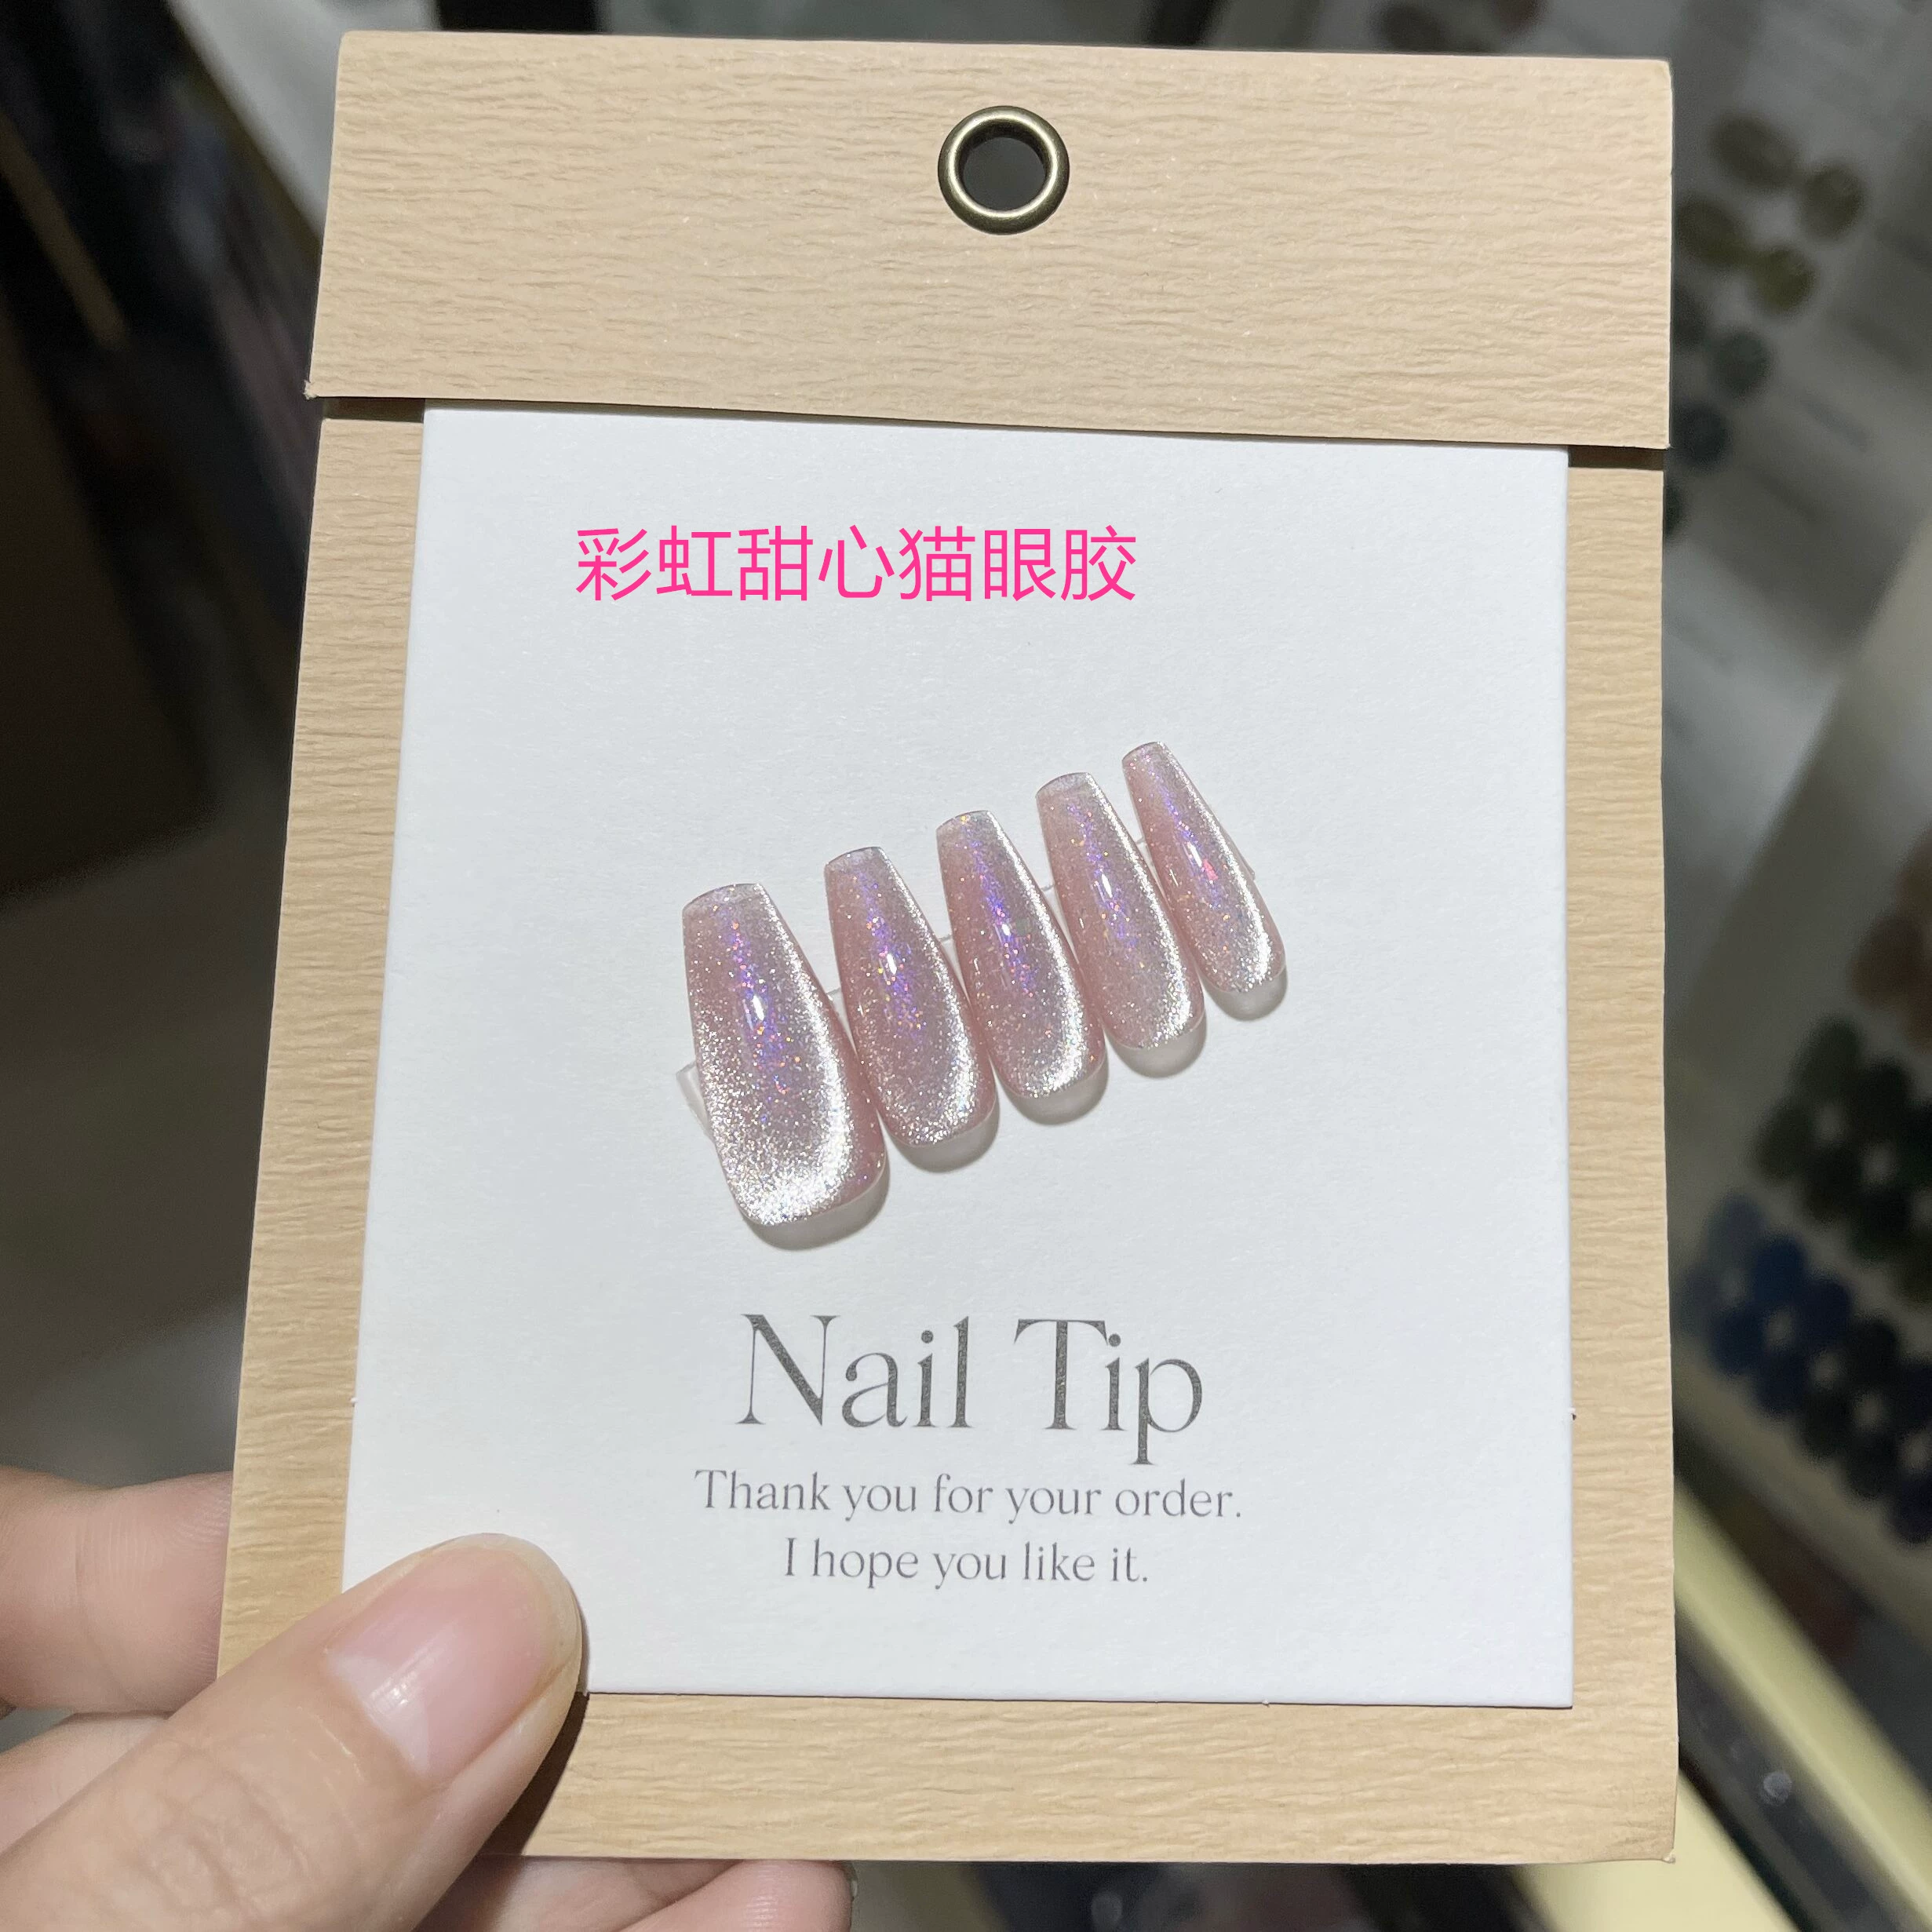 彩虹甜心猫眼胶
Nail Tip
Thank you for your order.
I hope you like it.